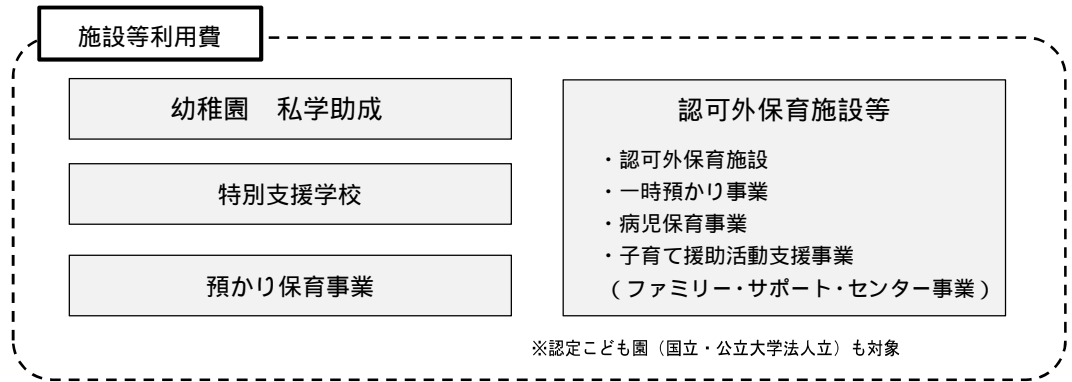 施設等利用費
幼稚園　私学助成
特別支援学校
預かり保育事業
認可外保育施設等
・認可外保育施設
・一時預かり事業
・病児保育事業
・子育て援助活動支援事業
（ファミリー・サポート・センター事業）
※認定こども園（国立・公立大学法人立）も対象